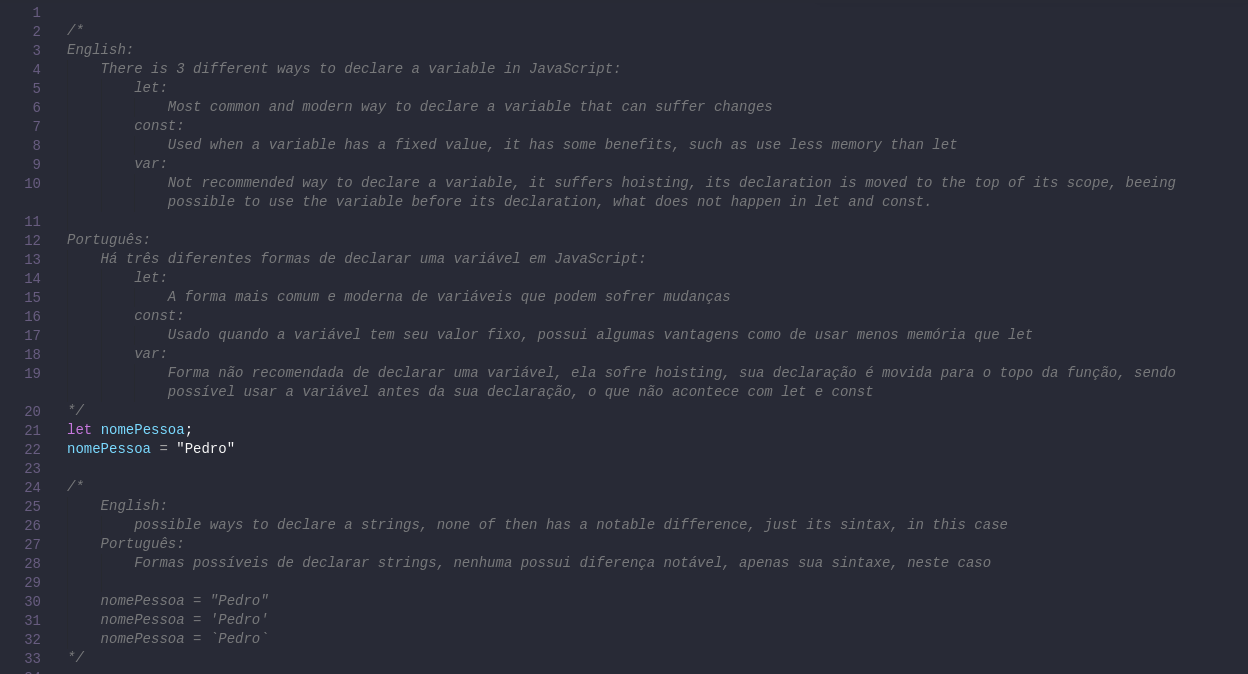 1
2 /*
3 English:
4 There is 3 different ways to declare a variable in JavaScript:
5 let:
6 Most common and modern way to declare a variable that can suffer changes
7 const:
8 Used when a variable has a fixed value, it has some benefits, such as use less memory than let
9 var:
10 Not recommended way to declare a variable, it suffers hoisting, its declaration is moved to the top of its scope, beeing
possible to use the variable before its declaration, what does not happen in let and const.
11
12 Português:
13 Há três diferentes formas de declarar uma variável em JavaScript:
14 let:
15 A forma mais comum e moderna de variáveis que podem sofrer mudanças
16 const:
17 Usado quando a variável tem seu valor fixo, possui algumas vantagens como de usar menos memória que let
18 var:
19 Forma não recomendada de declarar uma variável, ela sofre hoisting, sua declaração é movida para o topo da função, sendo
possível usar a variável antes da sua declaração, o que não acontece com let e const
20 */
21 let nomePessoa;
22 nomePessoa = "Pedro"
23
24 /*
25 English:
26 possible ways to declare a strings, none of then has a notable difference, just its sintax, in this case
27 Português:
28 Formas possíveis de declarar strings, nenhuma possui diferença notável, apenas sua sintaxe, neste caso
29
30 nomePessoa = "Pedro"
31 nomePessoa = 'Pedro'
32 nomePessoa = `Pedro`
33 */